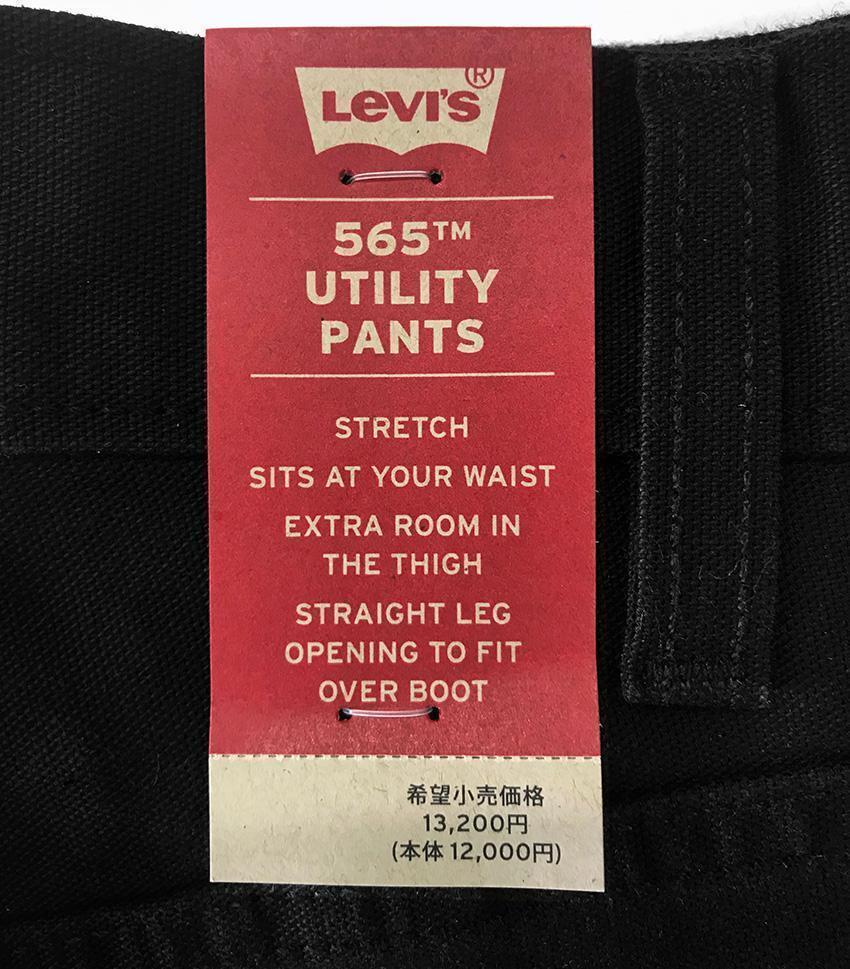 LEVI'S®
565™
UTILITY
PANTS
STRETCH
SITS AT YOUR WAIST
EXTRA ROOM IN
THE THIGH
STRAIGHT LEG
OPENING TO FIT
OVER BOOT
希望小売価格
13,200円
(本体 12,000円)